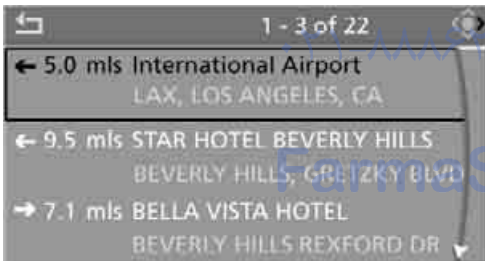 1 - 3 of 22
← 5.0 mls International Airport
LAX, LOS ANGELES, CA
← 9.5 mls STAR HOTEL BEVERLY HILLS
BEVERLY HILLS, GRETZKY BLVD
→ 7.1 mls BELLA VISTA HOTEL
BEVERLY HILLS REXFORD DR